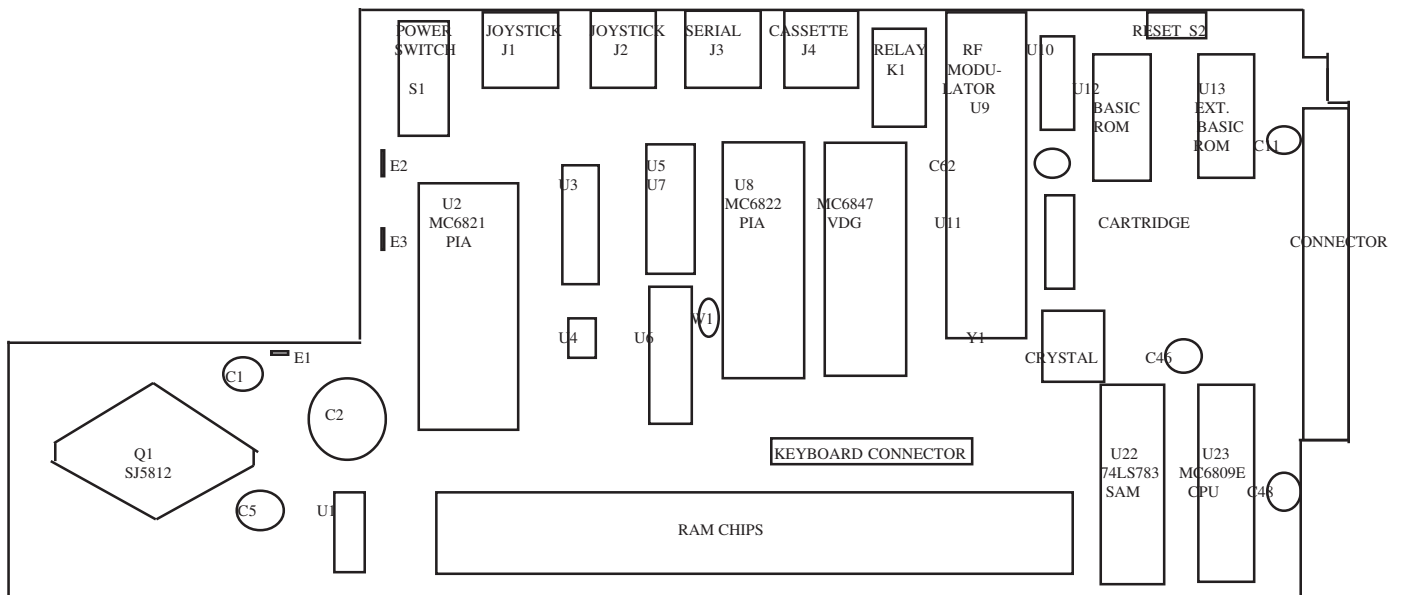 POWER
SWITCH
S1
JOYSTICK
J1
JOYSTICK
J2
SERIAL
J3
CASSETTE
J4
RELAY
K1
RF
MODU-
LATOR
U9
U10
RESET S2
U12
BASIC
ROM
U13
EXT.
BASIC
ROM
C11
E2
E3
U2
MC6821
PIA
U3
U5
U7
U8
MC6822
PIA
MC6847
VDG
C62
U11
CARTRIDGE
CONNECTOR
U4
U6
W1
Y1
CRYSTAL
C46
E1
C1
C2
Q1
SJ5812
C5
U1
KEYBOARD CONNECTOR
RAM CHIPS
U22
74LS783
SAM
U23
MC6809E
CPU
C48